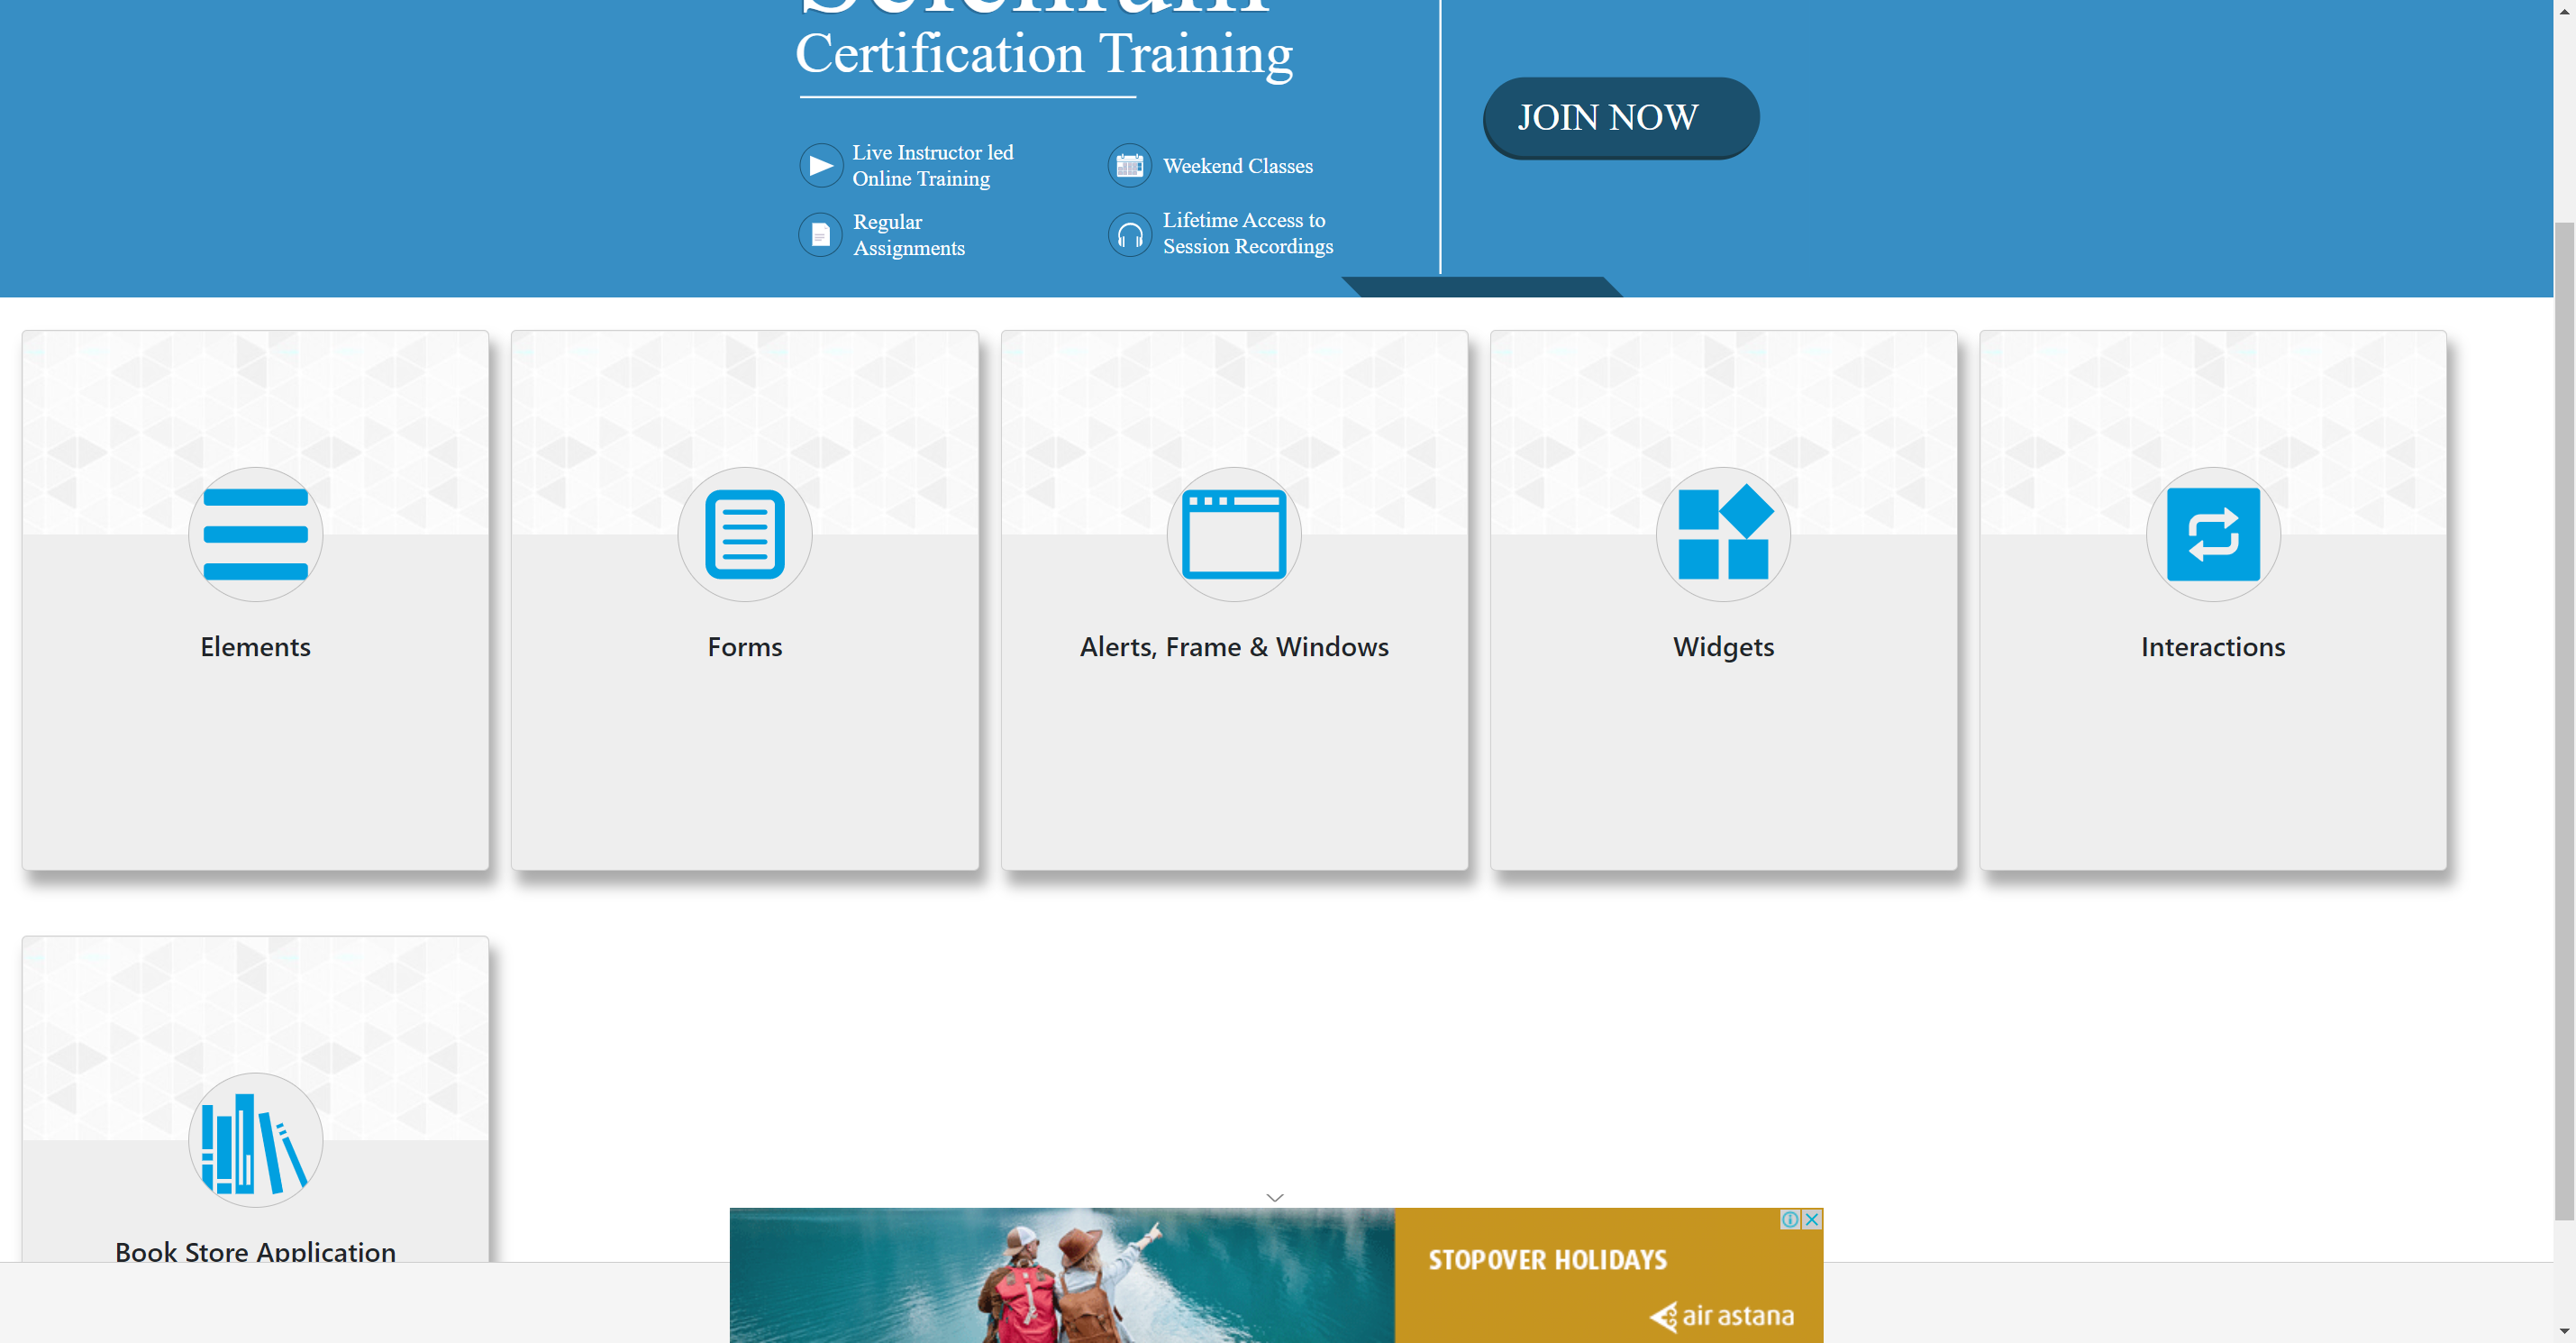 Selenium
Certification Training
JOIN NOW
Live Instructor led
Online Training
Weekend Classes
Regular
Assignments
Lifetime Access to
Session Recordings
Elements
Forms
Alerts, Frame & Windows
Widgets
Interactions
Book Store Application
STOPOVER HOLIDAYS
air astana